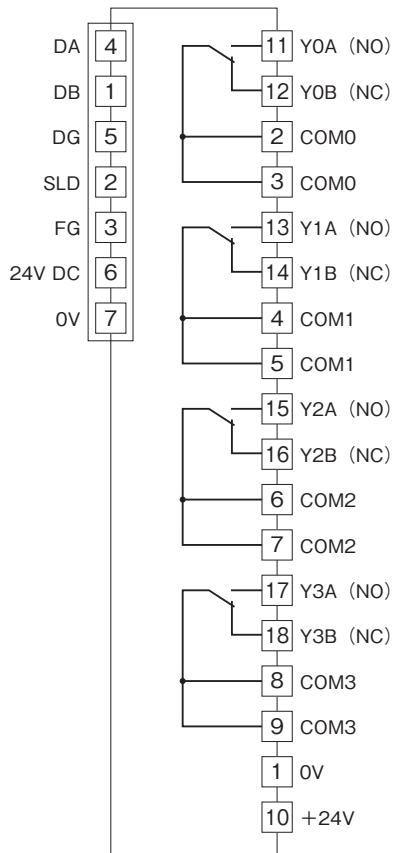 DA 4
DB 1
DG 5
SLD 2
FG 3
24V DC 6
0V 7
11 Y0A (NO)
12 Y0B (NC)
2 COM0
3 COM0
13 Y1A (NO)
14 Y1B (NC)
4 COM1
5 COM1
15 Y2A (NO)
16 Y2B (NC)
6 COM2
7 COM2
17 Y3A (NO)
18 Y3B (NC)
8 COM3
9 COM3
1 0V
10 +24V